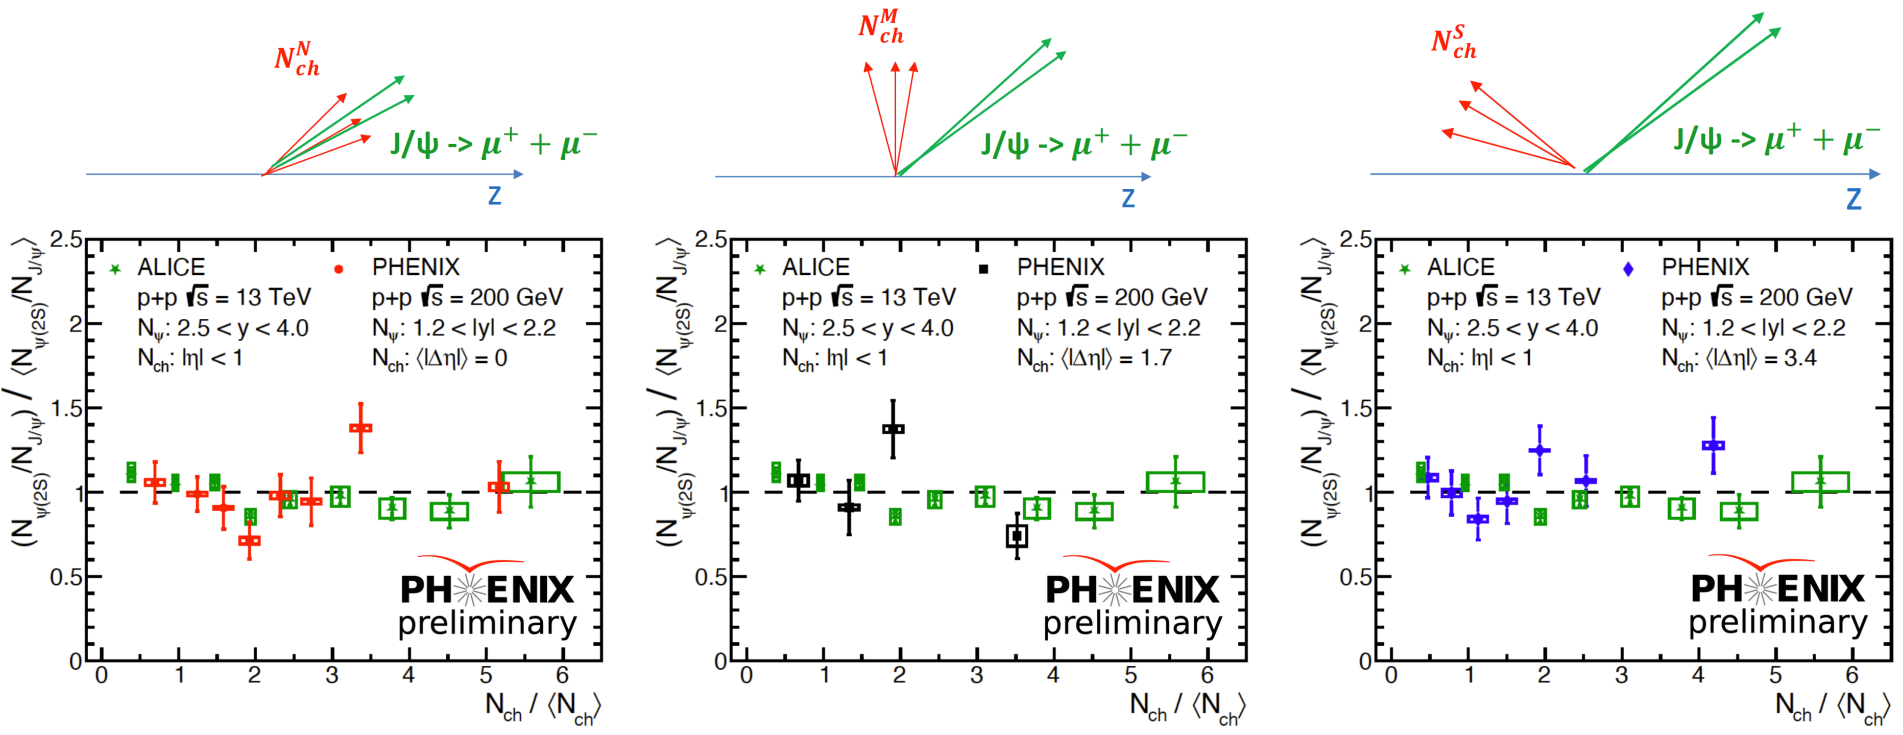 N_ch^N
J/ψ -> μ⁺ + μ⁻
Z
N_ch^M
J/ψ -> μ⁺ + μ⁻
Z
N_ch^S
J/ψ -> μ⁺ + μ⁻
Z
(N_ψ(2S)/N_J/ψ) / ⟨N_ψ(2S)/N_J/ψ⟩
2.5
2
1.5
1
0.5
0
ALICE
p+p √s = 13 TeV
N_ψ: 2.5 < y < 4.0
N_ch: |η| < 1
PHENIX
p+p √s = 200 GeV
N_ψ: 1.2 < |y| < 2.2
N_ch: ⟨|Δη|⟩ = 0
PHENIX
preliminary
0 1 2 3 4 5 6
N_ch / ⟨N_ch⟩
(N_ψ(2S)/N_J/ψ) / ⟨N_ψ(2S)/N_J/ψ⟩
2.5
2
1.5
1
0.5
0
ALICE
p+p √s = 13 TeV
N_ψ: 2.5 < y < 4.0
N_ch: |η| < 1
PHENIX
p+p √s = 200 GeV
N_ψ: 1.2 < |y| < 2.2
N_ch: ⟨|Δη|⟩ = 1.7
PHENIX
preliminary
0 1 2 3 4 5 6
N_ch / ⟨N_ch⟩
(N_ψ(2S)/N_J/ψ) / ⟨N_ψ(2S)/N_J/ψ⟩
2.5
2
1.5
1
0.5
0
ALICE
p+p √s = 13 TeV
N_ψ: 2.5 < y < 4.0
N_ch: |η| < 1
PHENIX
p+p √s = 200 GeV
N_ψ: 1.2 < |y| < 2.2
N_ch: ⟨|Δη|⟩ = 3.4
PHENIX
preliminary
0 1 2 3 4 5 6
N_ch / ⟨N_ch⟩